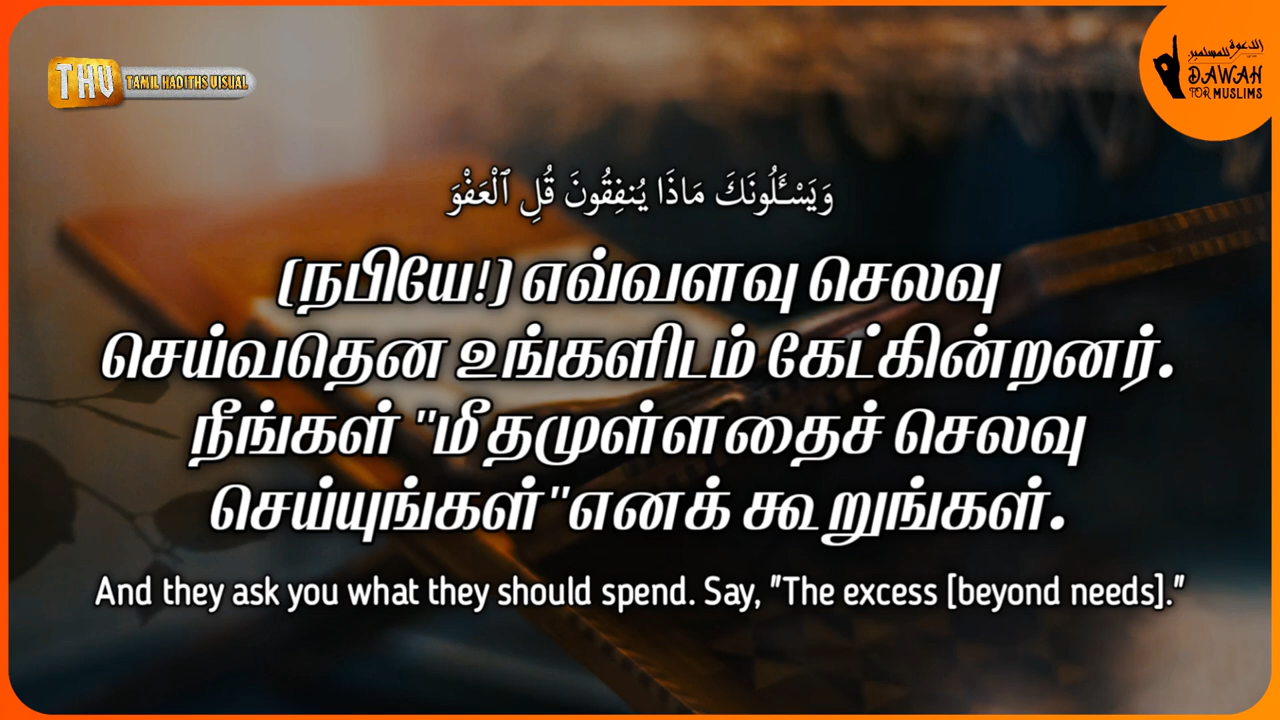 THV TAMIL HADITHS VISUAL
الدعوة للمسلمين
DAWAH
FOR MUSLIMS
وَيَسْـَٔلُونَكَ مَاذَا يُنفِقُونَ قُلِ ٱلْعَفْوَ
(நபியே!) எவ்வளவு செலவு
செய்வதென உங்களிடம் கேட்கின்றனர்.
நீங்கள் "மீதமுள்ளதைச் செலவு
செய்யுங்கள்"எனக் கூறுங்கள்.
And they ask you what they should spend. Say, "The excess [beyond needs]."